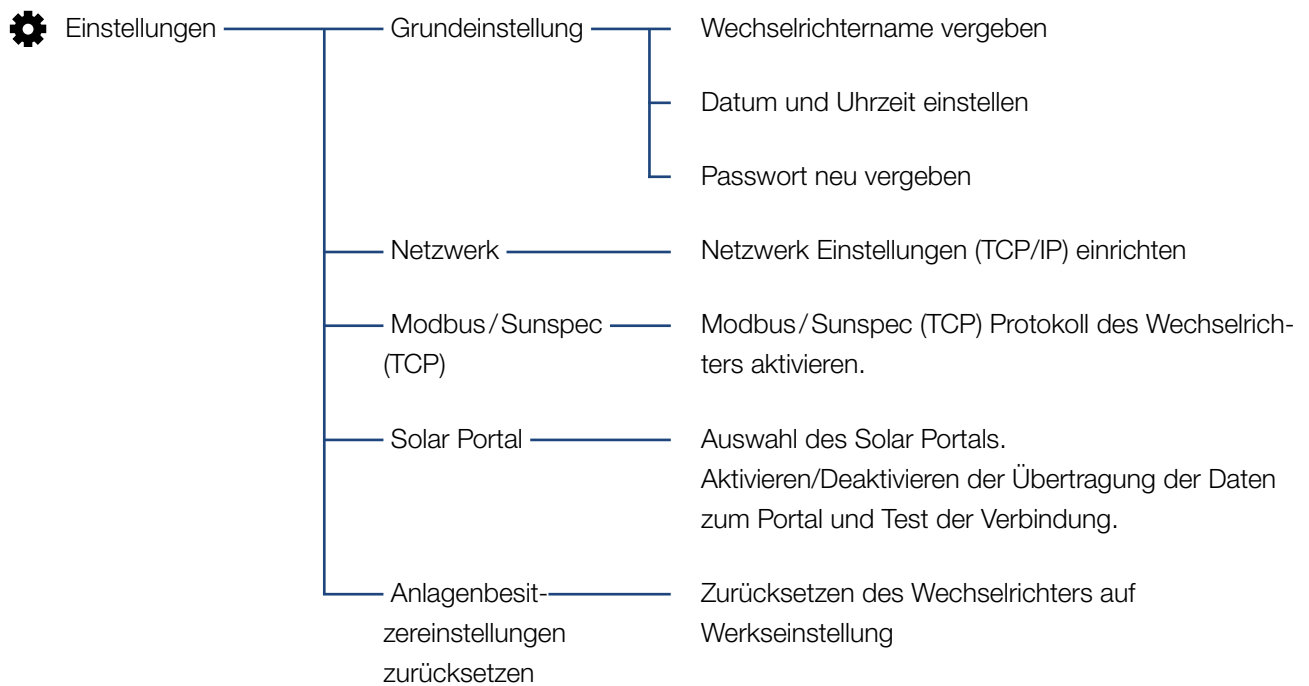 Einstellungen
Grundeinstellung
Wechselrichtername vergeben
Datum und Uhrzeit einstellen
Passwort neu vergeben
Netzwerk
Netzwerk Einstellungen (TCP/IP) einrichten
Modbus/Sunspec
(TCP)
Modbus/Sunspec (TCP) Protokoll des Wechselrich-
ters aktivieren.
Solar Portal
Auswahl des Solar Portals.
Aktivieren/Deaktivieren der Übertragung der Daten
zum Portal und Test der Verbindung.
Anlagenbesit-
zereinstellungen
zurücksetzen
Zurücksetzen des Wechselrichters auf
Werkseinstellung